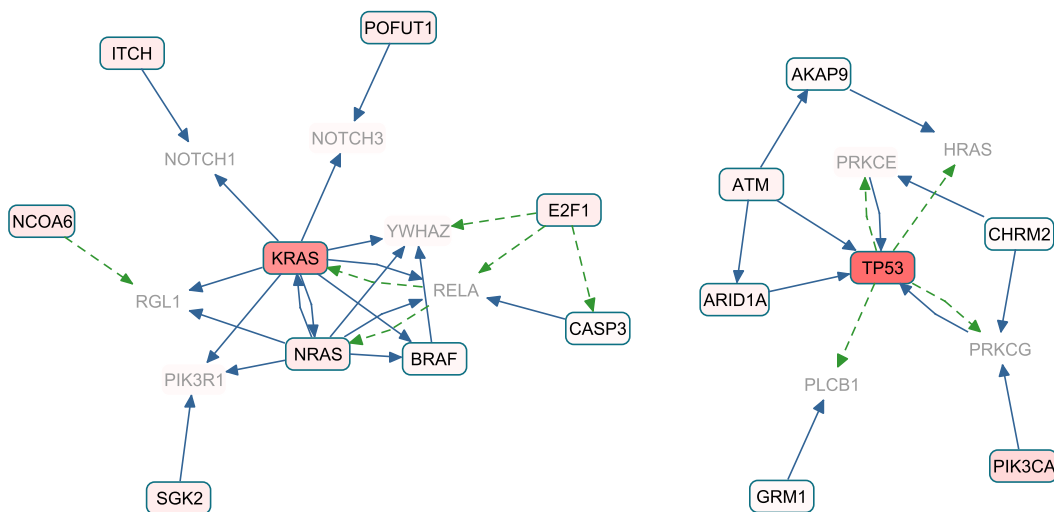 POFUT1
ITCH
NOTCH3
NOTCH1
NCOA6
E2F1
YWHAZ
KRAS
RELA
RGL1
CASP3
NRAS
BRAF
PIK3R1
SGK2
AKAP9
HRAS
PRKCE
ATM
CHRM2
TP53
ARID1A
PRKCG
PLCB1
PIK3CA
GRM1